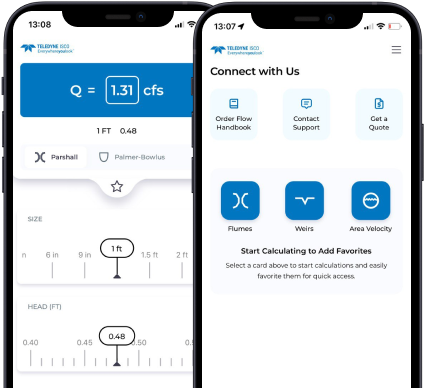 13:08
TELEDYNE ISCO
Everywhereyoulook
Q = 1.31 cfs
1 FT 0.48
Parshall
Palmer-Bowlus
SIZE
n 6 in 9 in 1 ft 1.5 ft 2 ft
HEAD (FT)
0.40 0.45 0.48 0.50
13:07
TELEDYNE ISCO
Everywhereyoulook
Connect with Us
Order Flow
Handbook
Contact
Support
Get a
Quote
Flumes
Weirs
Area Velocity
Start Calculating to Add Favorites
Select a card above to start calculations and easily
favorite them for quick access.